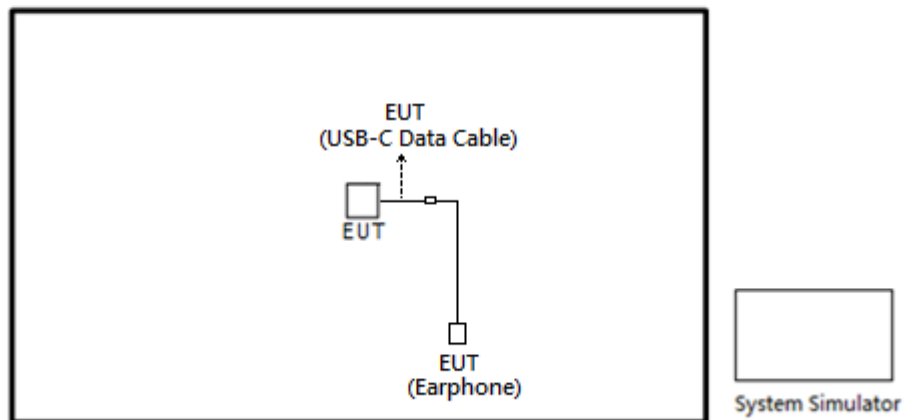 EUT
(USB-C Data Cable)
EUT
EUT
(Earphone)
System Simulator